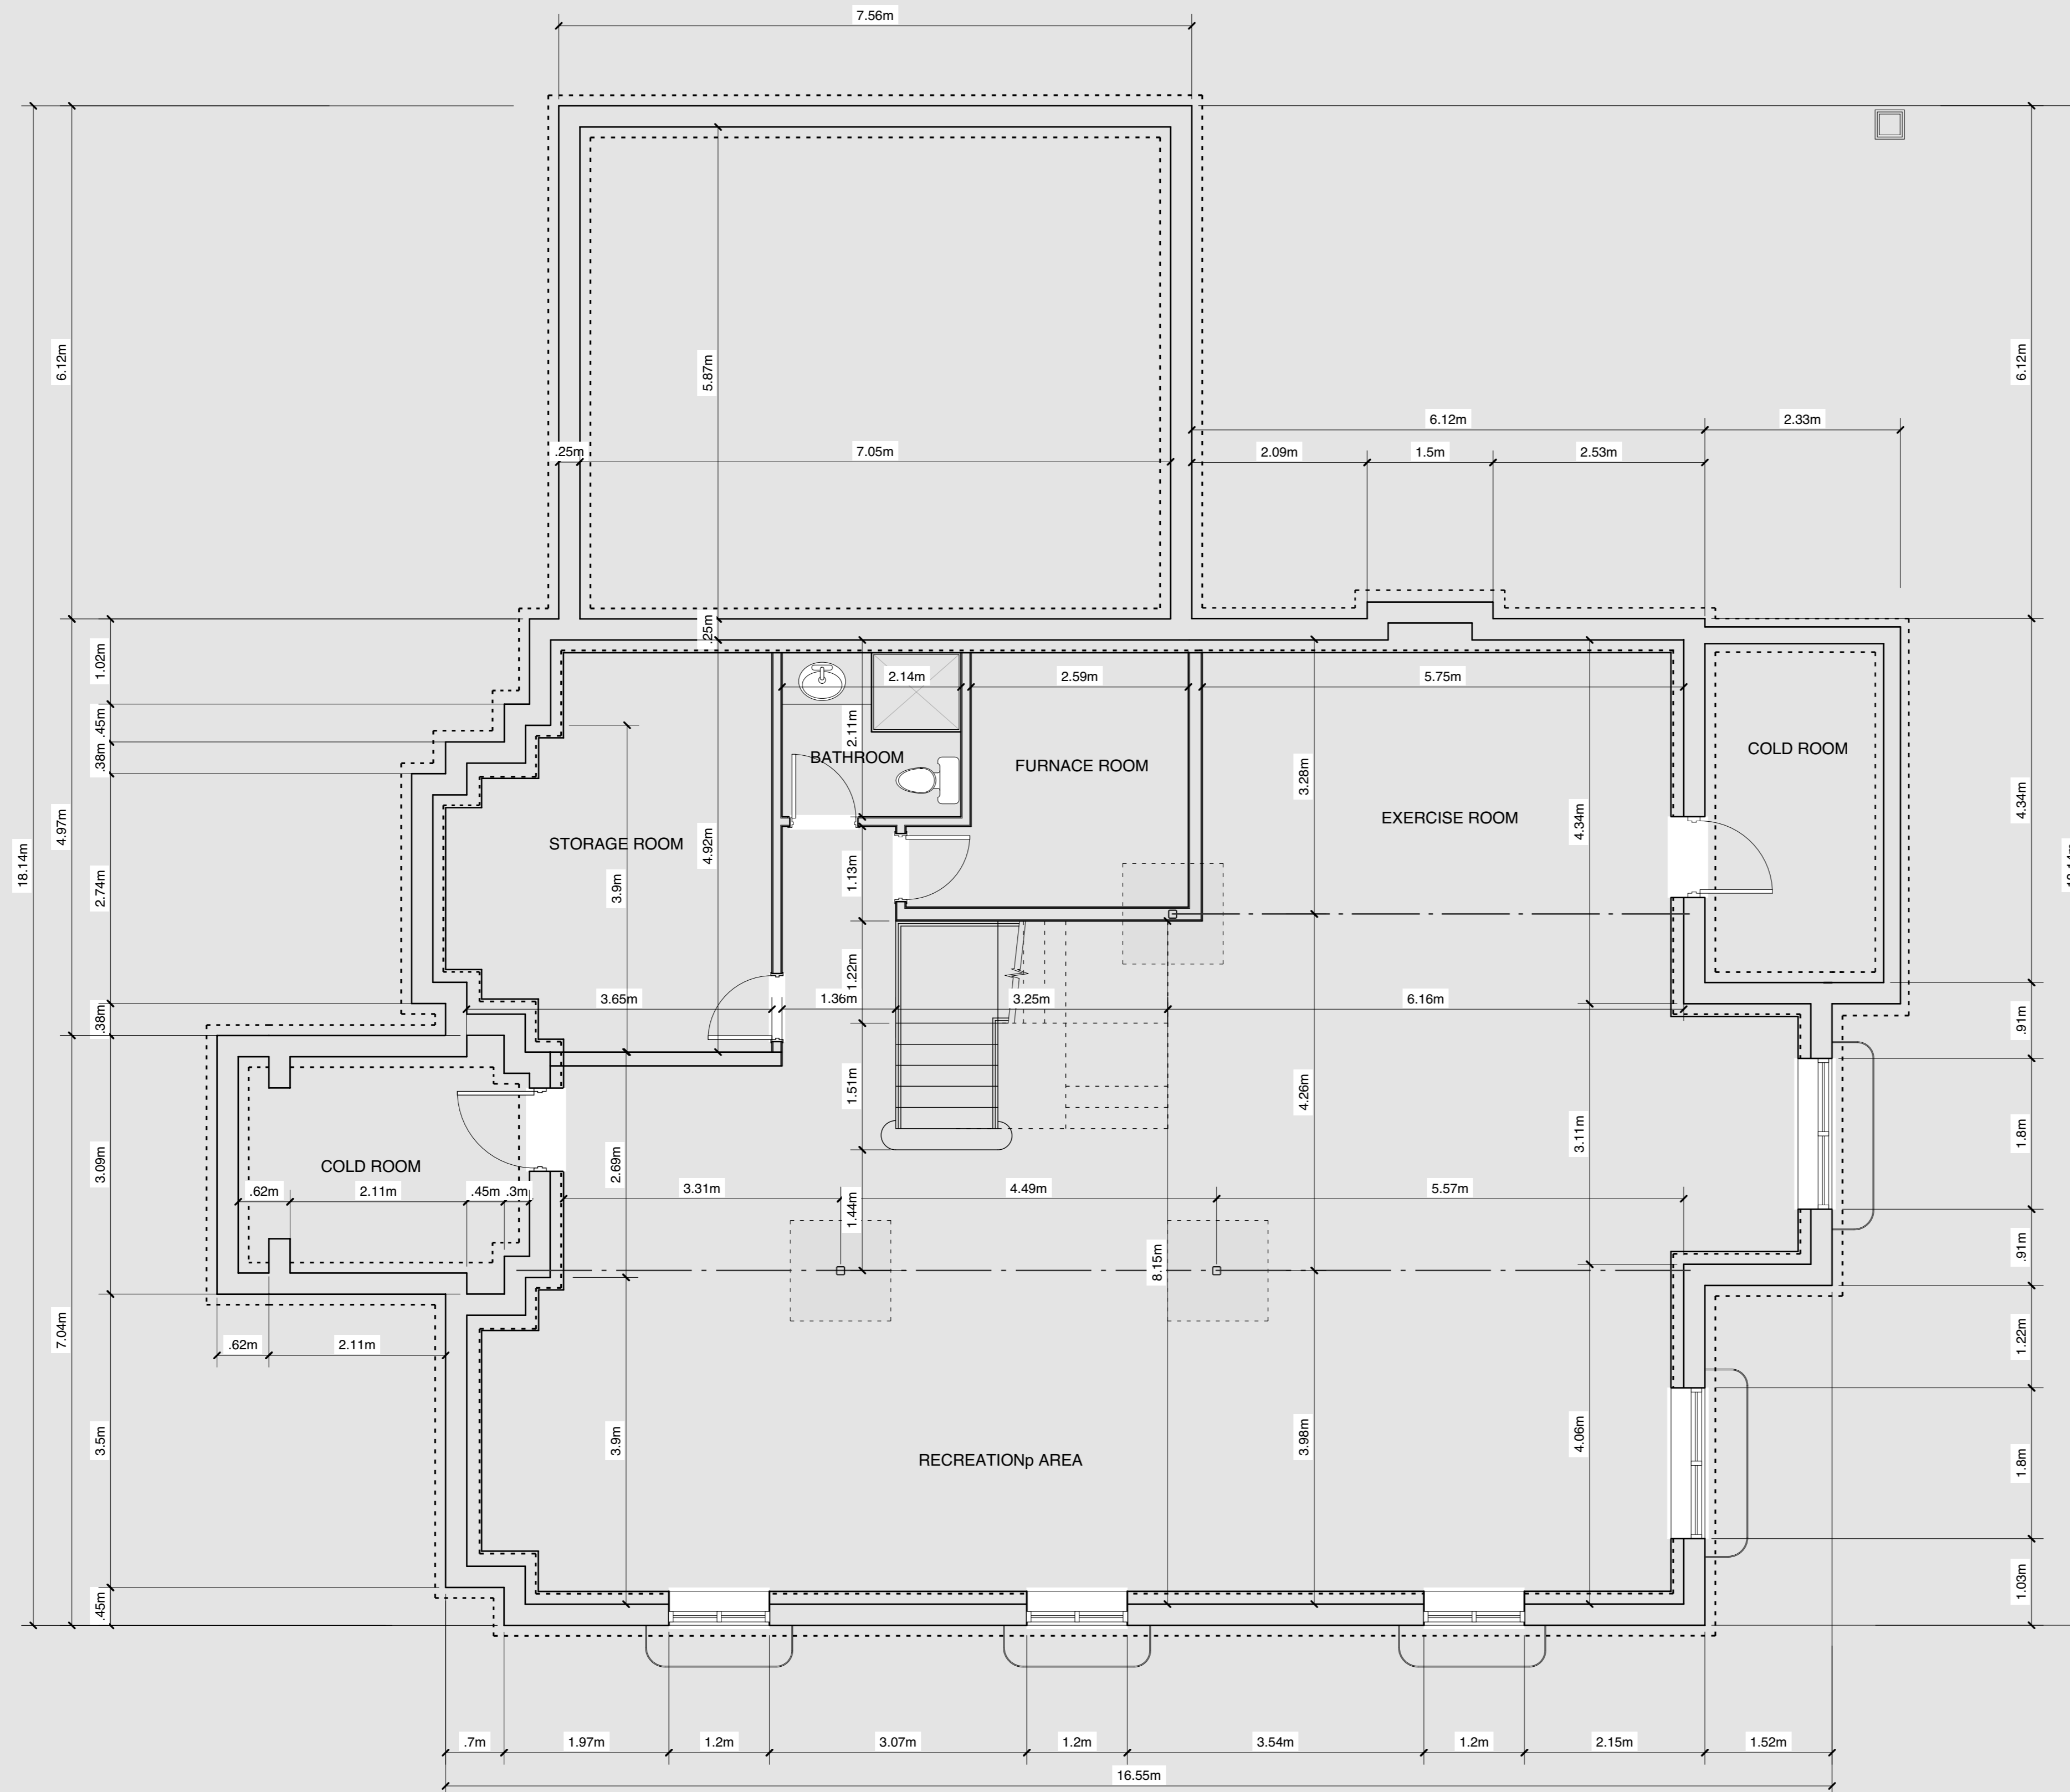 7.56m
6.12m
5.87m
6.12m
6.12m
2.33m
.25m
7.05m
2.09m
1.5m
2.53m
.25m
1.02m
2.14m
2.59m
5.75m
.45m
2.11m
.38m
BATHROOM
FURNACE ROOM
COLD ROOM
3.28m
4.34m
4.34m
EXERCISE ROOM
STORAGE ROOM
4.97m
18.14m
4.92m
2.74m
3.9m
1.13m
1.22m
3.65m
1.36m
3.25m
6.16m
.38m
.91m
1.51m
4.26m
3.11m
1.8m
3.09m
2.69m
COLD ROOM
.62m
2.11m
.45m
.3m
3.31m
4.49m
5.57m
1.44m
8.15m
.91m
7.04m
.62m
2.11m
1.22m
3.5m
3.9m
3.98m
4.06m
RECREATIONp AREA
1.8m
.45m
1.03m
.7m
1.97m
1.2m
3.07m
1.2m
3.54m
1.2m
2.15m
1.52m
16.55m